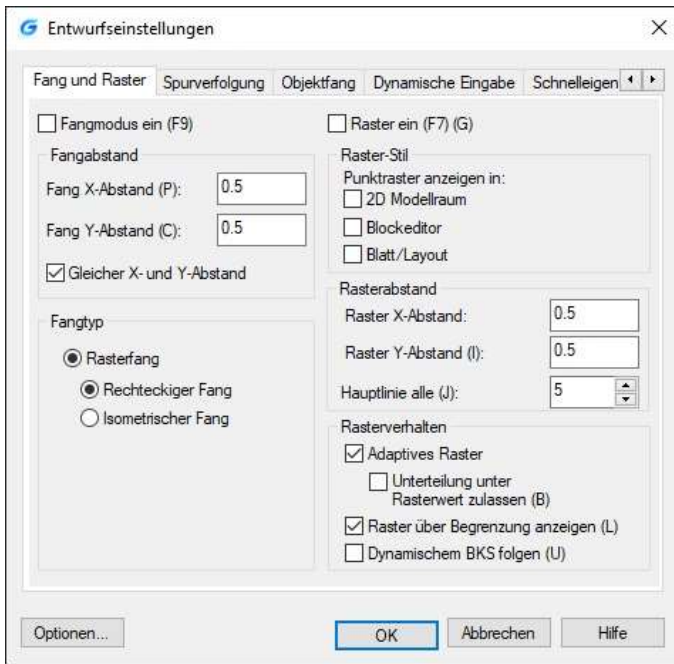 Entwurfseinstellungen
Fang und Raster
Spurverfolgung
Objektfang
Dynamische Eingabe
Schnelleigen
Fangmodus ein (F9)
Fangabstand
Fang X-Abstand (P):
0.5
Fang Y-Abstand (C):
0.5
Gleicher X- und Y-Abstand
Fangtyp
Rasterfang
Rechteckiger Fang
Isometrischer Fang
Raster ein (F7) (G)
Raster-Stil
Punktraster anzeigen in:
2D Modellraum
Blockeditor
Blatt/Layout
Rasterabstand
Raster X-Abstand:
0.5
Raster Y-Abstand (I):
0.5
Hauptlinie alle (J):
5
Rasterverhalten
Adaptives Raster
Unterteilung unter
Rasterwert zulassen (B)
Raster über Begrenzung anzeigen (L)
Dynamischem BKS folgen (U)
Optionen...
OK
Abbrechen
Hilfe